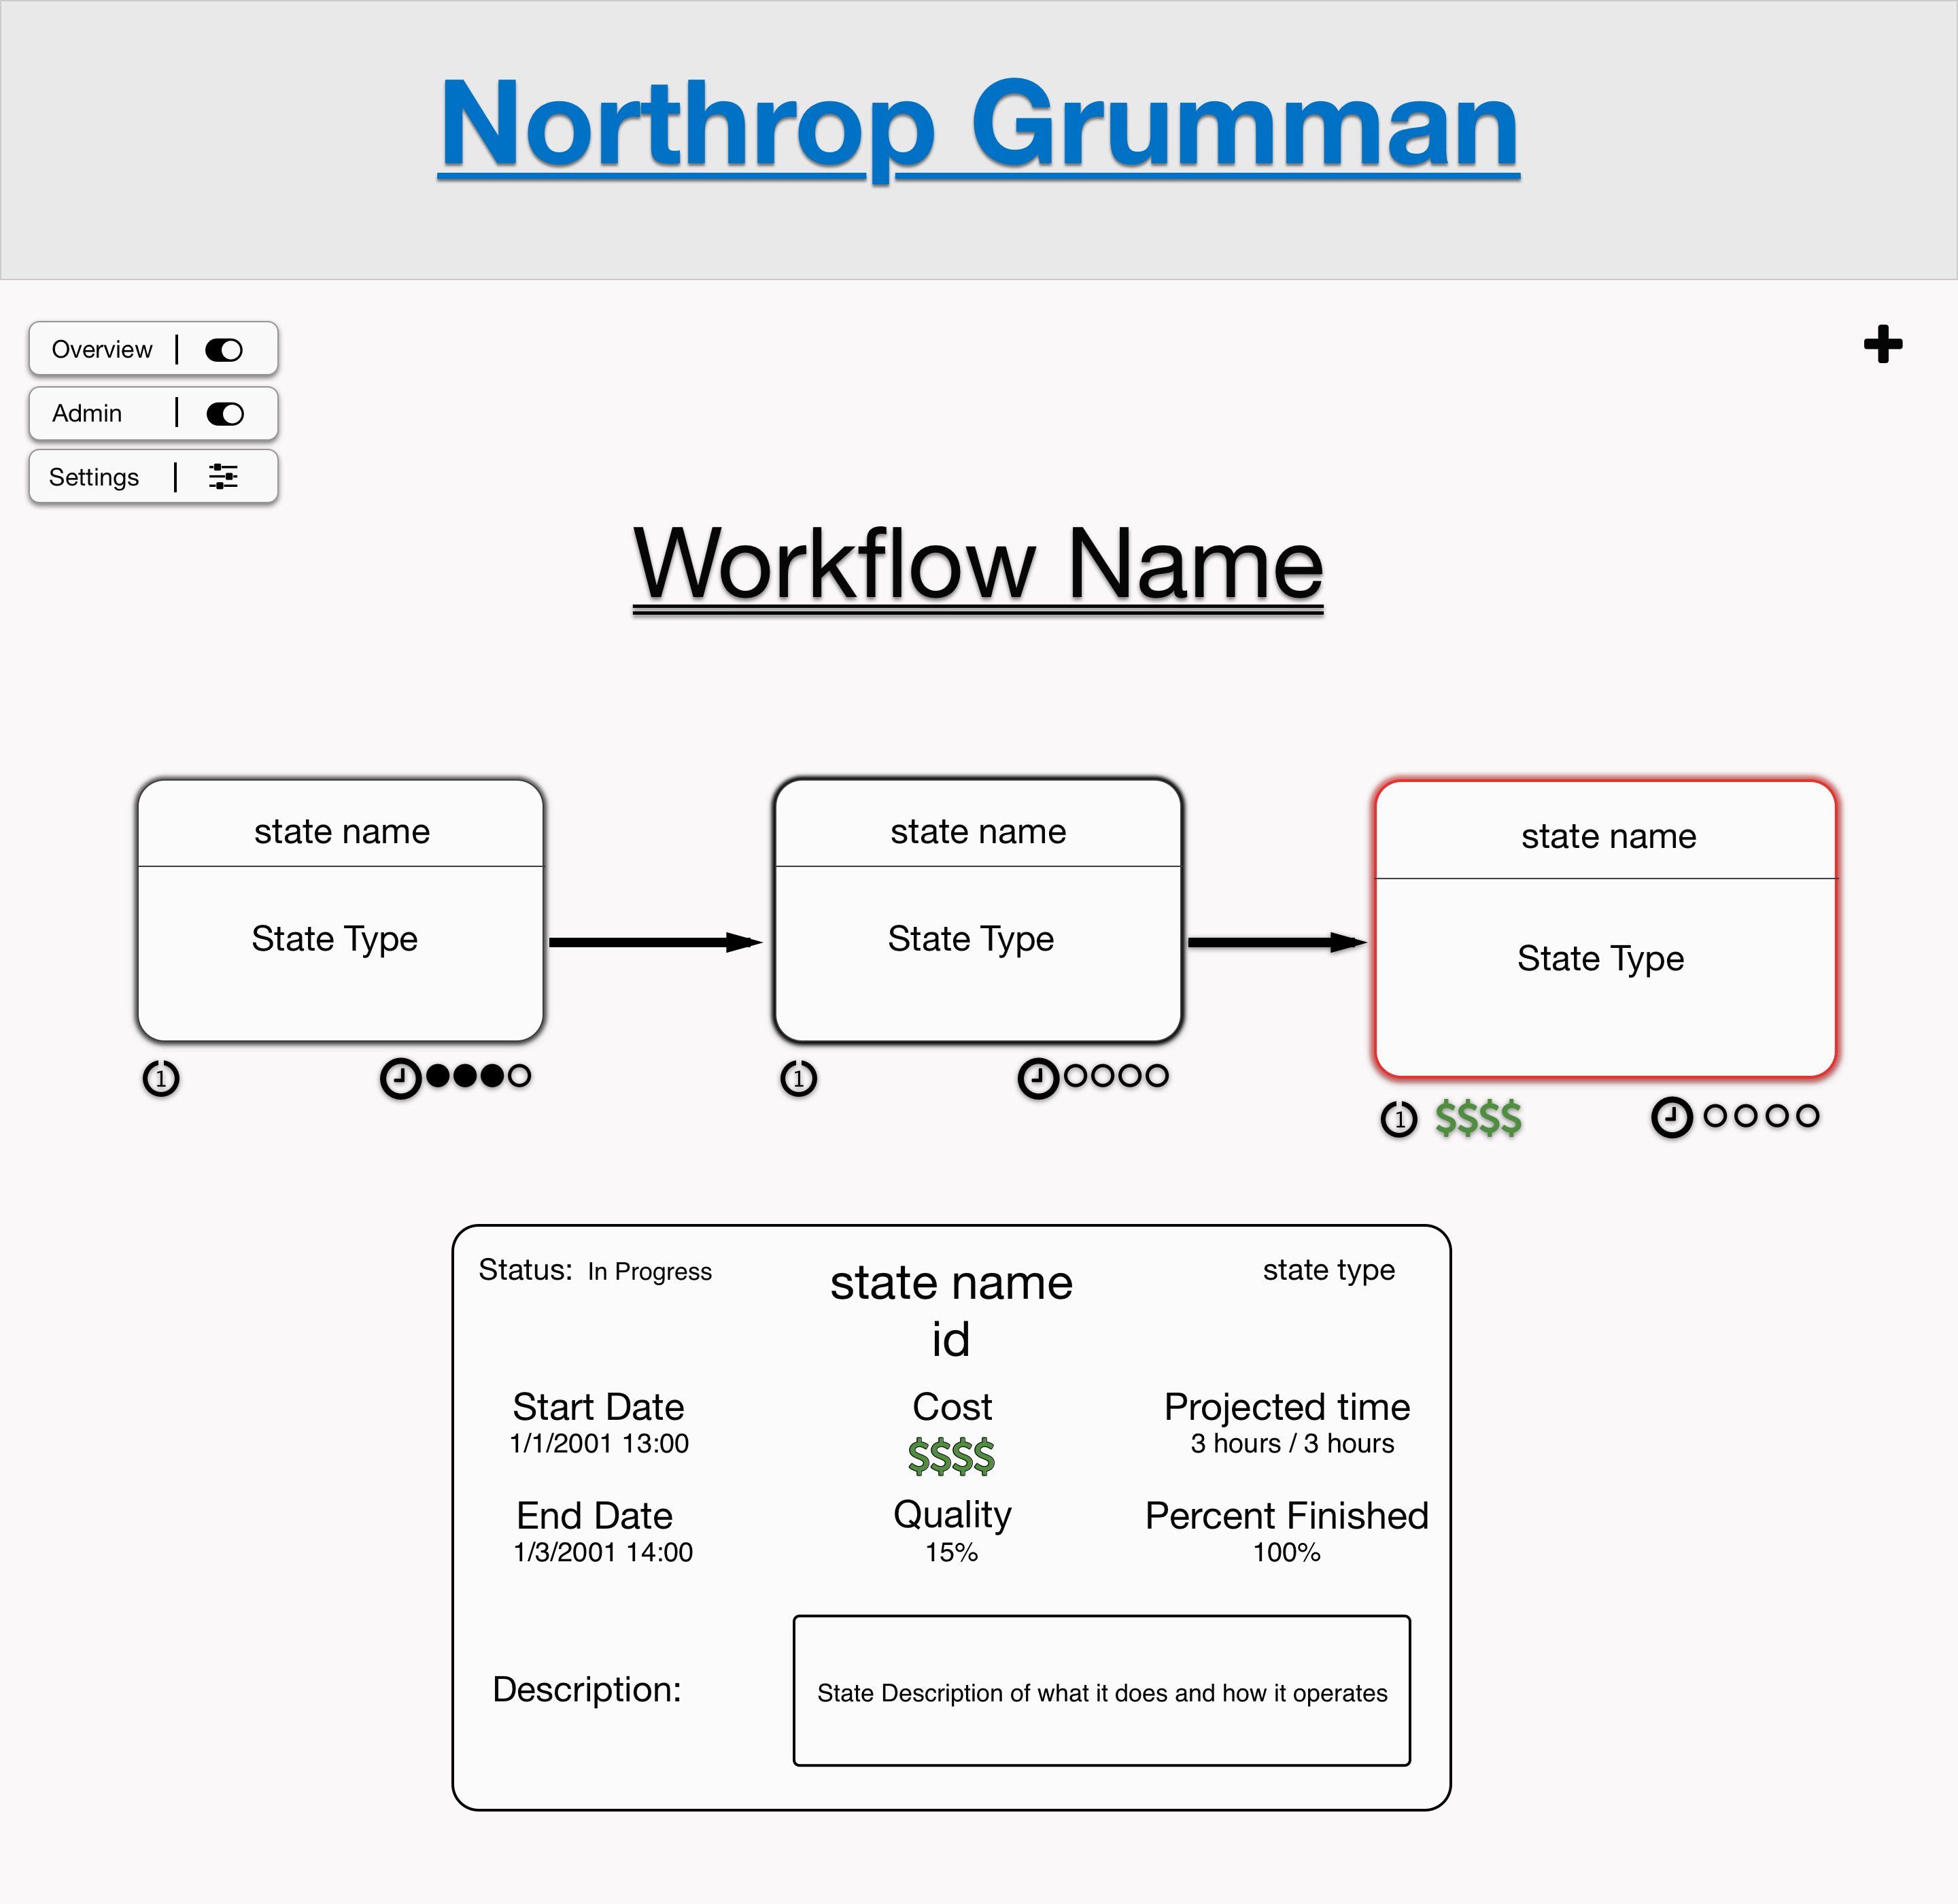 Northrop Grumman
Overview
Admin
Settings
Workflow Name
state name
State Type
state name
State Type
state name
State Type
1
1
1 $$$$
Status: In Progress
state name
state type
id
Start Date
Cost
Projected time
1/1/2001 13:00
$$$$
3 hours / 3 hours
End Date
Quality
Percent Finished
1/3/2001 14:00
15%
100%
Description:
State Description of what it does and how it operates